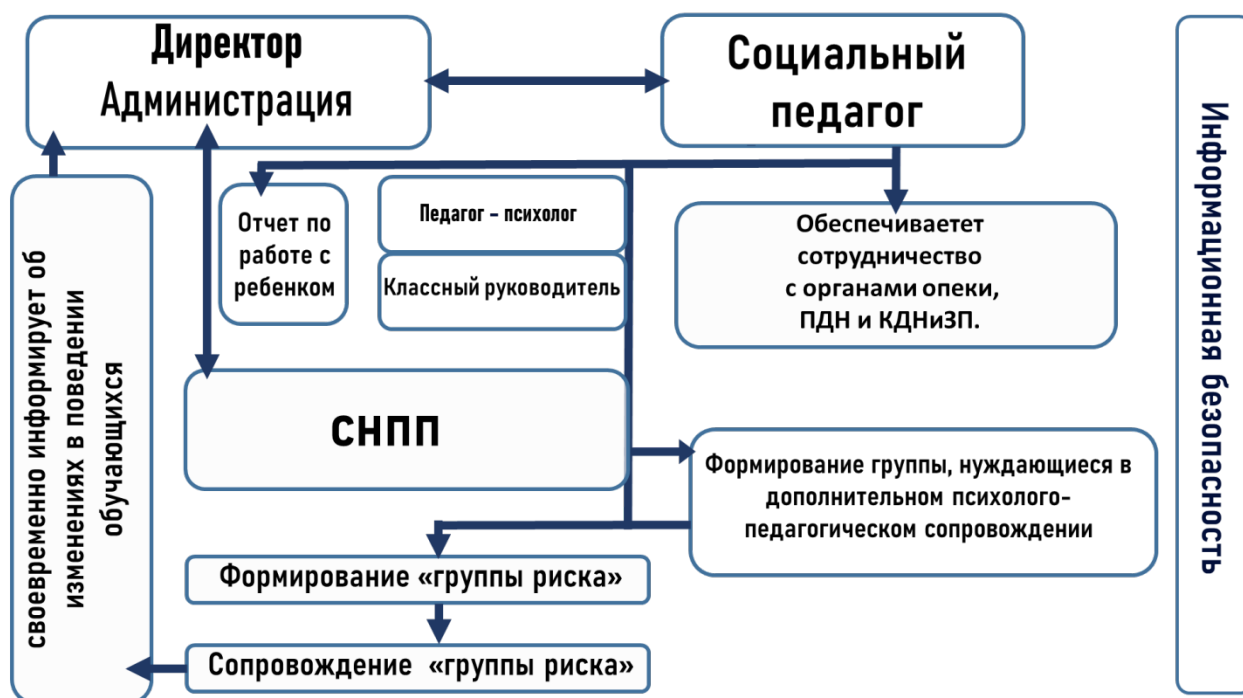 Директор
Администрация
Социальный
педагог
Отчет по
работе с
ребенком
Педагог – психолог
Классный руководитель
Обеспечиваетет
сотрудничество
с органами опеки,
ПДН и КДНиЗП.
СНПП
Формирование группы, нуждающиеся в
дополнительном психолого-
педагогическом сопровождении
Формирование «группы риска»
Сопровождение «группы риска»
своевременно информирует об
изменениях в поведении
обучающихся
Информационная безопасность